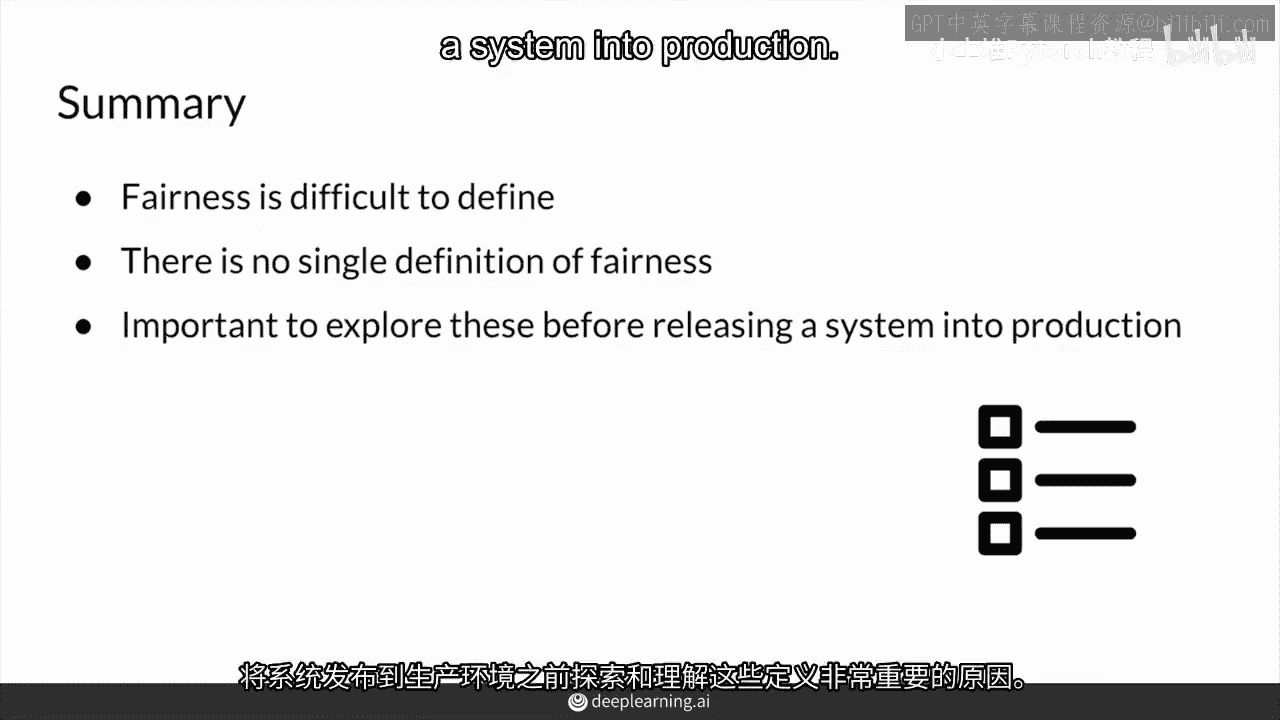 GPT中英字幕课程资源@bilibili.com
a system into production.
bilibili
Summary
● Fairness is difficult to define
● There is no single definition of fairness
● Important to explore these before releasing a system into production
将系统发布到生产环境之前探索和理解这些定义非常重要的原因。
deeplearning.ai